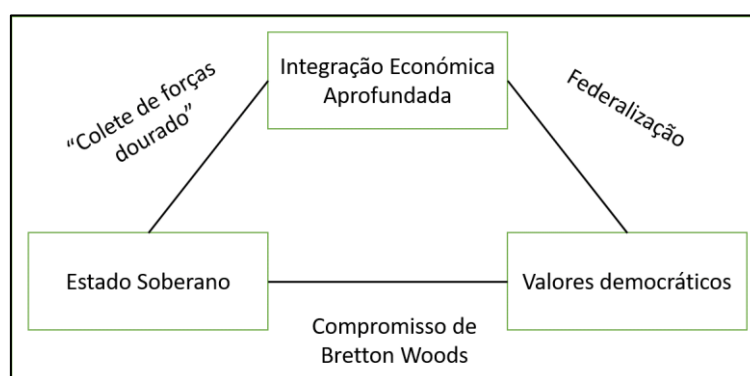 Integração Económica
Aprofundada
"Colete de forças
dourado"
Federalização
Estado Soberano
Valores democráticos
Compromisso de
Bretton Woods